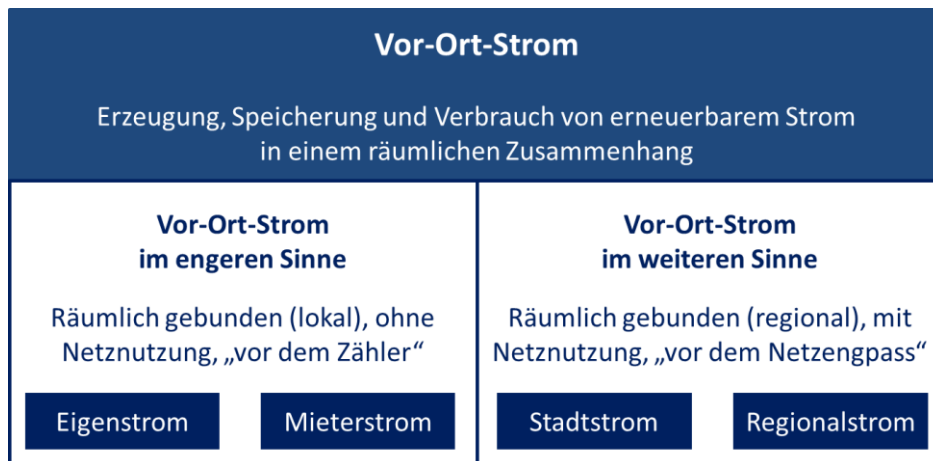 Vor-Ort-Strom
Erzeugung, Speicherung und Verbrauch von erneuerbarem Strom
in einem räumlichen Zusammenhang
Vor-Ort-Strom
im engeren Sinne
Räumlich gebunden (lokal), ohne
Netznutzung, „vor dem Zähler“
Eigenstrom
Mieterstrom
Vor-Ort-Strom
im weiteren Sinne
Räumlich gebunden (regional), mit
Netznutzung, „vor dem Netzengpass“
Stadtstrom
Regionalstrom